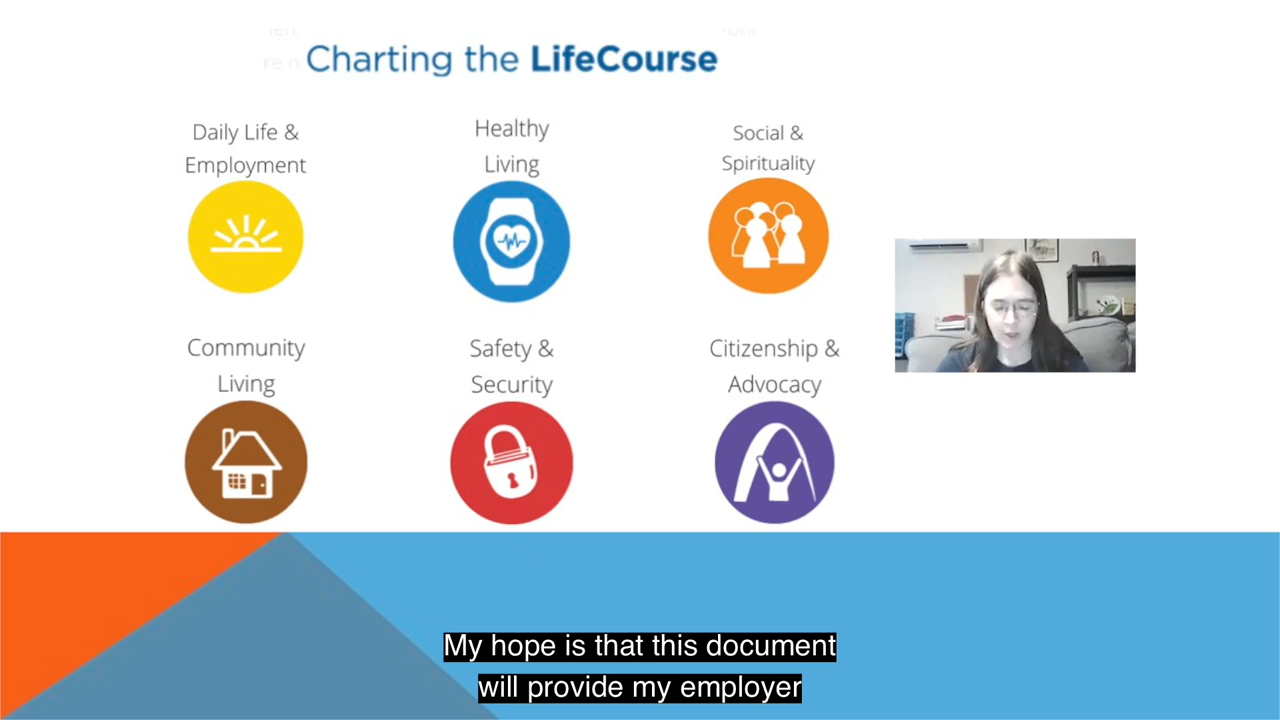 Charting the LifeCourse
Daily Life &
Employment
Healthy
Living
Social &
Spirituality
Community
Living
Safety &
Security
Citizenship &
Advocacy
My hope is that this document
will provide my employer